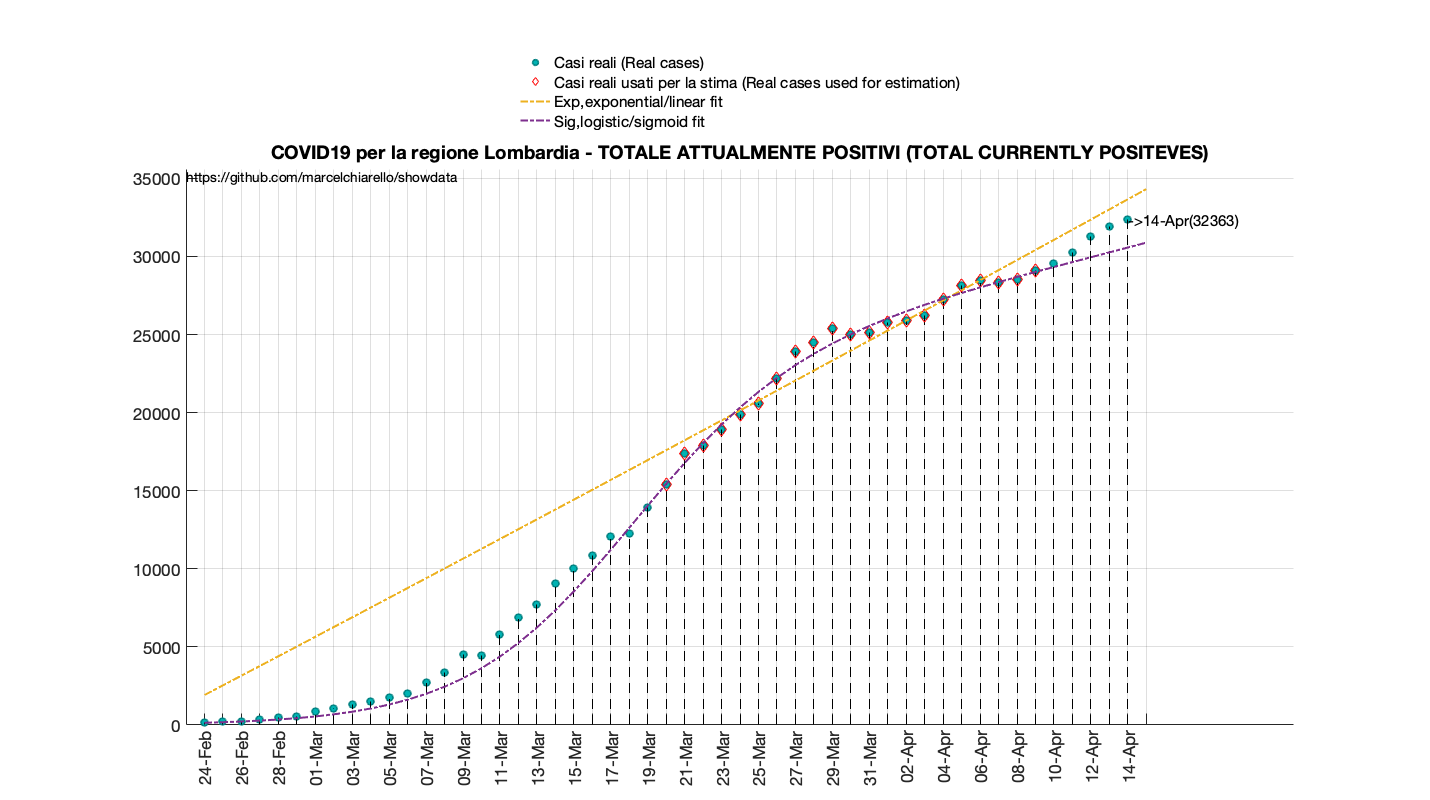 Casi reali (Real cases)
Casi reali usati per la stima (Real cases used for estimation)
Exp,exponential/linear fit
Sig,logistic/sigmoid fit
COVID19 per la regione Lombardia - TOTALE ATTUALMENTE POSITIVI (TOTAL CURRENTLY POSITEVES)
35000
https://github.com/marcelchiarello/showdata
->14-Apr(32363)
30000
25000
20000
15000
10000
5000
0
24-Feb
26-Feb
28-Feb
01-Mar
03-Mar
05-Mar
07-Mar
09-Mar
11-Mar
13-Mar
15-Mar
17-Mar
19-Mar
21-Mar
23-Mar
25-Mar
27-Mar
29-Mar
31-Mar
02-Apr
04-Apr
06-Apr
08-Apr
10-Apr
12-Apr
14-Apr